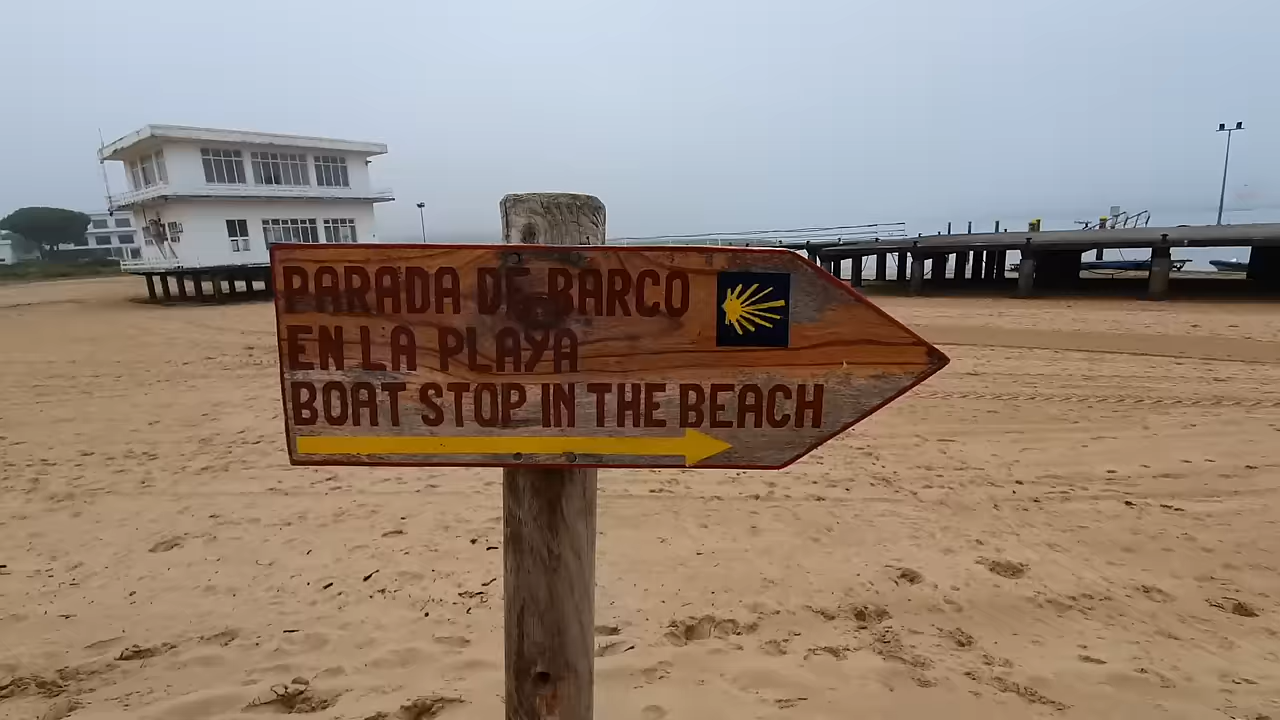 PARADA DE BARCO
EN LA PLAYA
BOAT STOP IN THE BEACH